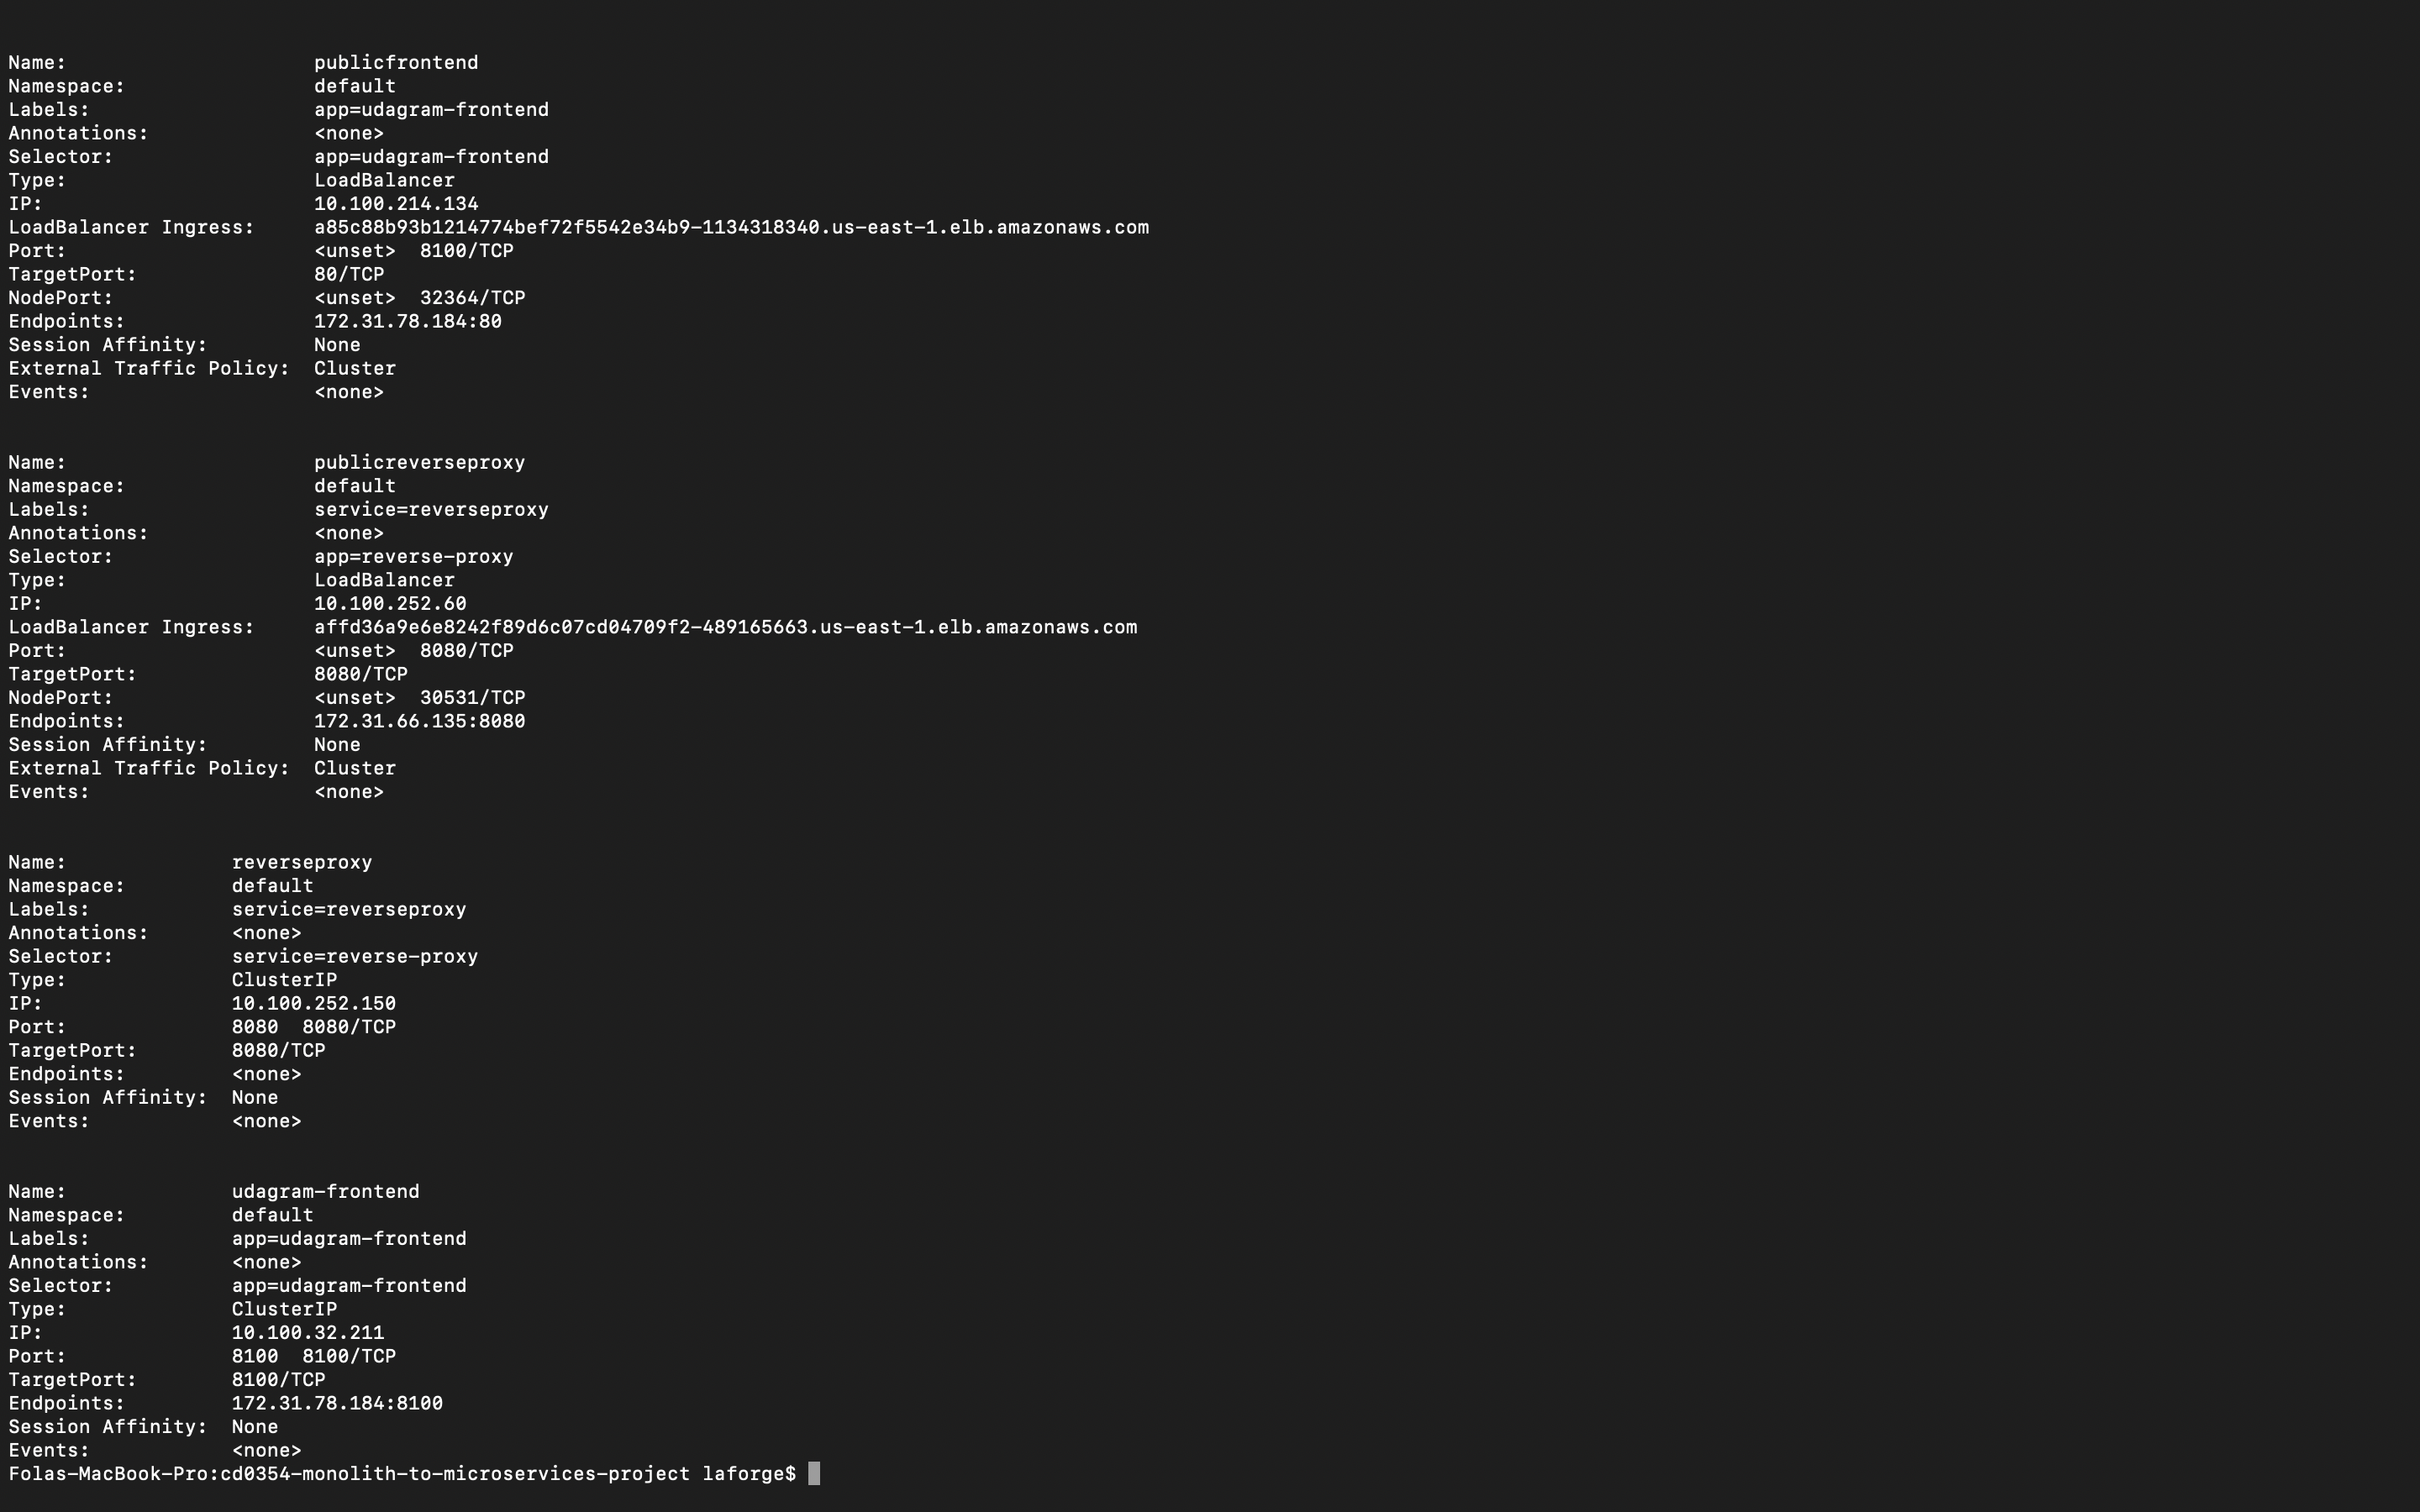 Name:                     publicfrontend
Namespace:                default
Labels:                   app=udagram-frontend
Annotations:              <none>
Selector:                 app=udagram-frontend
Type:                     LoadBalancer
IP:                       10.100.214.134
LoadBalancer Ingress:     a85c88b93b1214774bef72f5542e34b9-1134318340.us-east-1.elb.amazonaws.com
Port:                     <unset>  8100/TCP
TargetPort:               80/TCP
NodePort:                 <unset>  32364/TCP
Endpoints:                172.31.78.184:80
Session Affinity:         None
External Traffic Policy:  Cluster
Events:                   <none>

Name:                     publicreverseproxy
Namespace:                default
Labels:                   service=reverseproxy
Annotations:              <none>
Selector:                 app=reverse-proxy
Type:                     LoadBalancer
IP:                       10.100.252.60
LoadBalancer Ingress:     affd36a9e6e8242f89d6c07cd04709f2-489165663.us-east-1.elb.amazonaws.com
Port:                     <unset>  8080/TCP
TargetPort:               8080/TCP
NodePort:                 <unset>  30531/TCP
Endpoints:                172.31.66.135:8080
Session Affinity:         None
External Traffic Policy:  Cluster
Events:                   <none>

Name:              reverseproxy
Namespace:         default
Labels:            service=reverseproxy
Annotations:       <none>
Selector:          service=reverse-proxy
Type:              ClusterIP
IP:                10.100.252.150
Port:              8080  8080/TCP
TargetPort:        8080/TCP
Endpoints:         <none>
Session Affinity:  None
Events:            <none>

Name:              udagram-frontend
Namespace:         default
Labels:            app=udagram-frontend
Annotations:       <none>
Selector:          app=udagram-frontend
Type:              ClusterIP
IP:                10.100.32.211
Port:              8100  8100/TCP
TargetPort:        8100/TCP
Endpoints:         172.31.78.184:8100
Session Affinity:  None
Events:            <none>
Folas-MacBook-Pro:cd0354-monolith-to-microservices-project laforge$